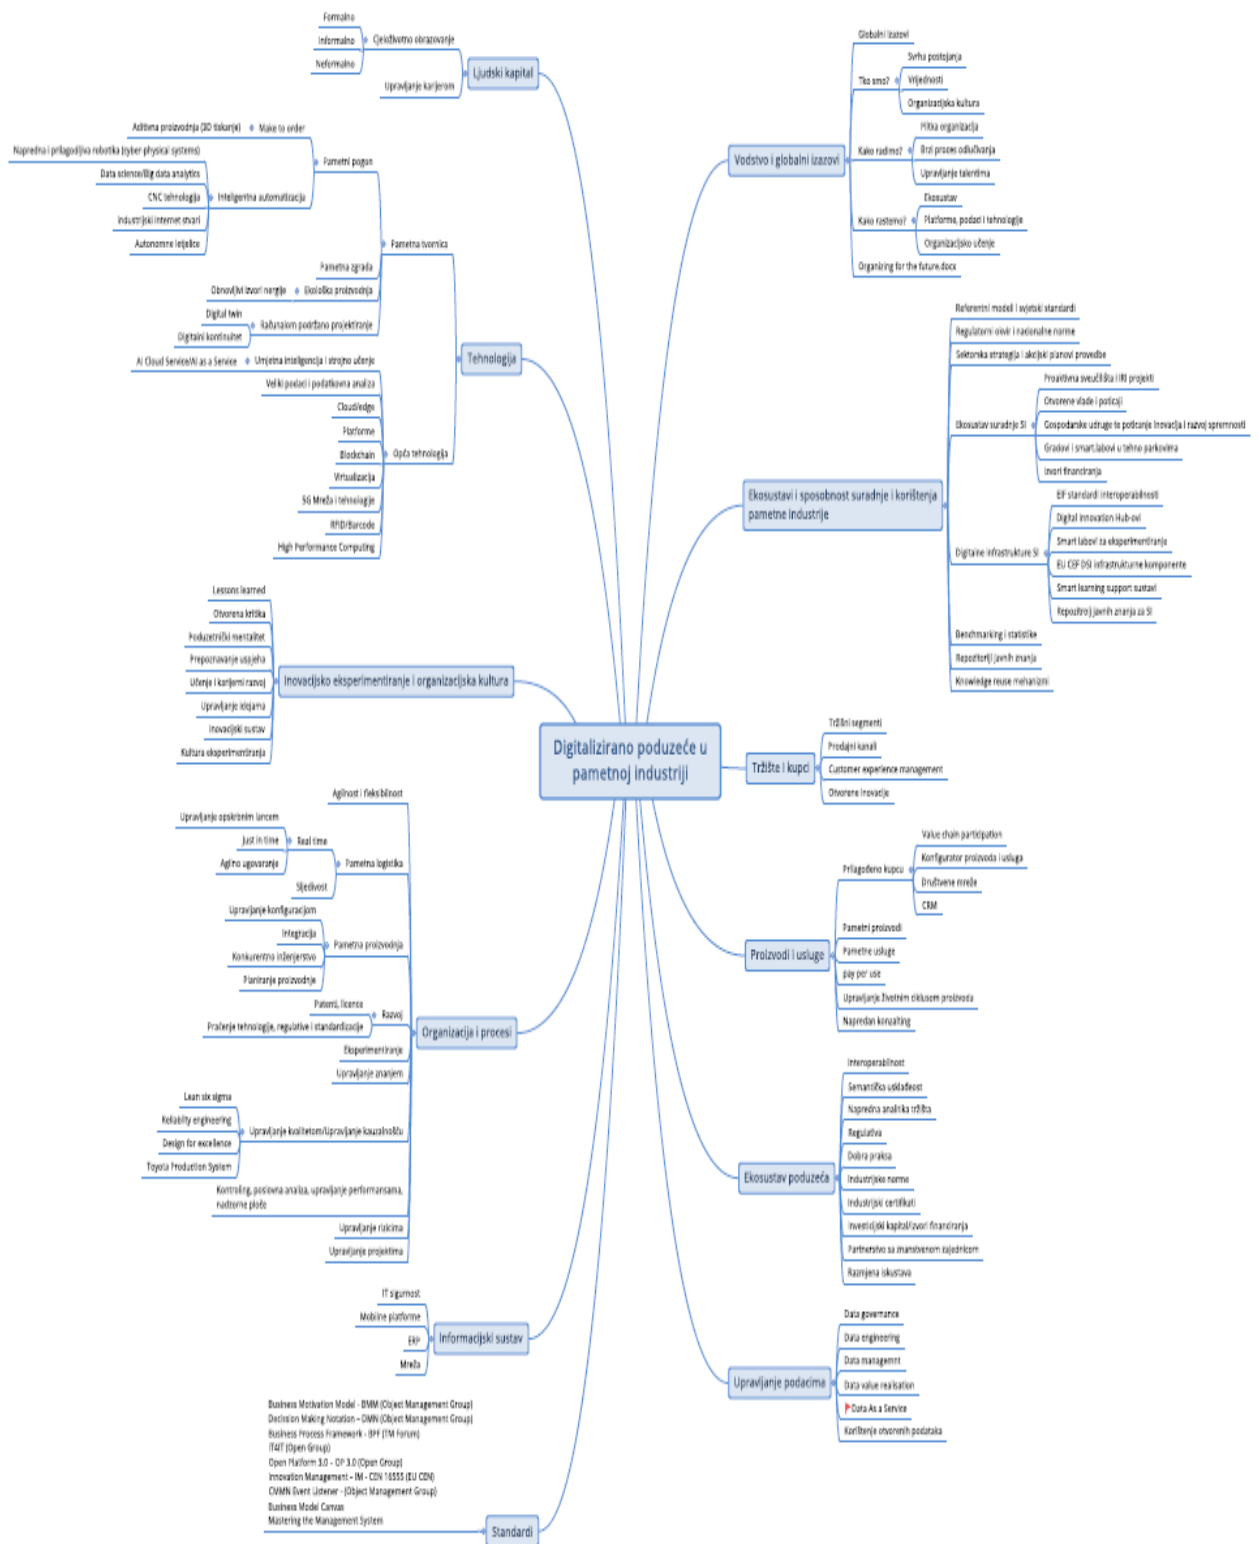 Digitalizirano poduzeće u
pametnoj industriji
Ljudski kapital
Cjeloživotno obrazovanje
Formalno
Informalno
Neformalno
Upravljanje karijerom
Tehnologija
Pametna tvornica
Pametni pogon
Make to order
Aditivna proizvodnja (3D tiskanje)
Inteligentna automatizacija
Napredna i prilagodljiva robotika (cyber-physical systems)
Data science/Big data analytics
CNC tehnologija
Industrijski internet stvari
Autonomne letjelice
Pametna zgrada
Ekološka proizvodnja
Obnovljivi izvori nergije
Računalom podržano projektiranje
Digital twin
Digitalni kontinuitet
Opća tehnologija
Umjetna inteligencija i strojno učenje
AI Cloud Service/AI as a Service
Veliki podaci i podatkovna analiza
Cloud/edge
Platforme
Blockchain
Virtualizacija
5G Mreža i tehnologije
RFID/Barcode
High Performance Computing
Inovacijsko eksperimentiranje i organizacijska kultura
Lessons learned
Otvorena kritika
Poduzetnički mentalitet
Prepoznavanje uspjeha
Učenje i karijerni razvoj
Upravljanje idejama
Inovacijski sustav
Kultura eksperimentiranja
Organizacija i procesi
Agilnost i fleksibilnost
Pametna logistika
Real time
Upravljanje opskrbnim lancem
Just in time
Agilno ugovaranje
Sljedivost
Pametna proizvodnja
Upravljanje konfiguracijom
Integracija
Konkurentno inženjerstvo
Planiranje proizvodnje
Razvoj
Patenti, licence
Praćenje tehnologije, regulative i standardizacije
Eksperimentiranje
Upravljanje znanjem
Upravljanje kvalitetom/Upravljanje kauzalnošću
Lean six sigma
Reliabilty engineering
Design for excellence
Toyota Production System
Kontroling, poslovna analiza, upravljanje performansama,
nadzorne ploče
Upravljanje rizicima
Upravljanje projektima
Informacijski sustav
IT sigurnost
Mobilne platforme
ERP
Mreža
Standardi
Business Motivation Model - BMM (Object Management Group)
Decission Making Notation – DMN (Object Management Group)
Business Process Framework - BPF (TM Forum)
IT4IT (Open Group)
Open Platform 3.0 – OP 3.0 (Open Group)
Innovation Management – IM - CEN 16555 (EU CEN)
CMMN Event Listener - (Object Management Group)
Business Model Canvas
Mastering the Management System
Vodstvo i globalni izazovi
Globalni izazovi
Tko smo?
Svrha postojanja
Vrijednosti
Organizacijska kultura
Kako radimo?
Plitka organizacija
Brzi proces odlučivanja
Upravljanje talentima
Kako rastemo?
Ekosustav
Platforme, podaci i tehnologije
Organizacijsko učenje
Organizing for the future.docx
Ekosustavi i sposobnost suradnje i korištenja
pametne industrije
Referentni modeli i svjetski standardi
Regulatorni okvir i nacionalne norme
Sektorska strategija i akcijski planovi provedbe
Ekosustav suradnje SI
Proaktivna sveučilišta i IRI projekti
Otvorene vlade i poticaji
Gospodarske udruge te poticanje inovacija i razvoj spremnosti
Gradovi i smart.labovi u tehno parkovima
Izvori financiranja
Digitalne infrastrukture SI
EIF standardi interoperabilnosti
Digital Innovation Hub-ovi
Smart labovi za eksperimentiranje
EU CEF DSI infrastrukturne komponente
Smart learning support sustavi
Repozitroij javnih znanja za SI
Benchmarking i statistike
Repozitoriji javnih znanja
Knowledge reuse mehanizmi
Tržište i kupci
Tržišni segmenti
Prodajni kanali
Customer experience management
Otvorene inovacije
Proizvodi i usluge
Prilagođeno kupcu
Value chain participation
Konfigurator proizvoda i usluga
Društvene mreže
CRM
Pametni proizvodi
Pametne usluge
pay per use
Upravljanje životnim ciklusom proizvoda
Napredan konzalting
Ekosustav poduzeća
Interoperabilnost
Semantička usklađeost
Napredna analitika tržišta
Regulativa
Dobra praksa
Industrijske norme
Industrijski certifikati
Investicijski kapital/izvori financiranja
Partnerstvo sa znanstvenom zajednicom
Razmjena iskustava
Upravljanje podacima
Data governance
Data engineering
Data managemnt
Data value realisation
Data As a Service
Korištenje otvorenih podataka